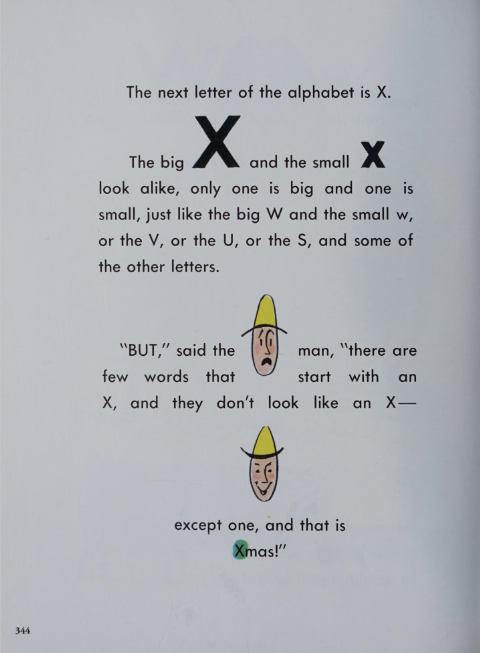 The next letter of the alphabet is X.
The big X and the small x
look alike, only one is big and one is
small, just like the big W and the small w,
or the V, or the U, or the S, and some of
the other letters.
"BUT," said the man, "there are
few words that start with an
X, and they don't look like an X—
except one, and that is
Xmas!"
344